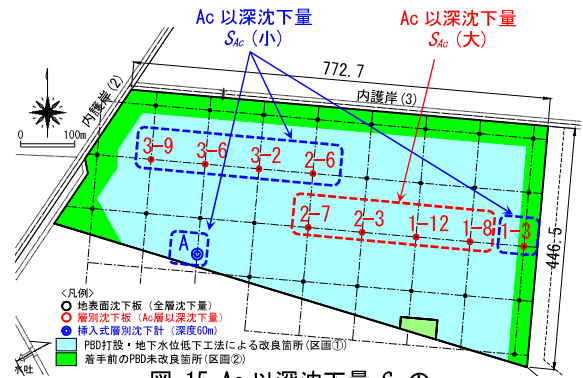 Ac 以深沈下量
SAc (小)
Ac 以深沈下量
SAc (大)
772.7
内護岸(2)
内護岸(3)
0 100m
3-9
3-6
3-2
2-6
2-7
2-3
1-12
1-8
1-3
A
446.5
<凡例>
地表面沈下板 (全層沈下量)
層別沈下板 (Ac層以深沈下量)
挿入式層別沈下計 (深度60m)
PBD打設・地下水位低下工法による改良箇所(区画①)
着手前のPBD未改良箇所(区画②)
水吐
図-15 Ac 以深沈下量 S の